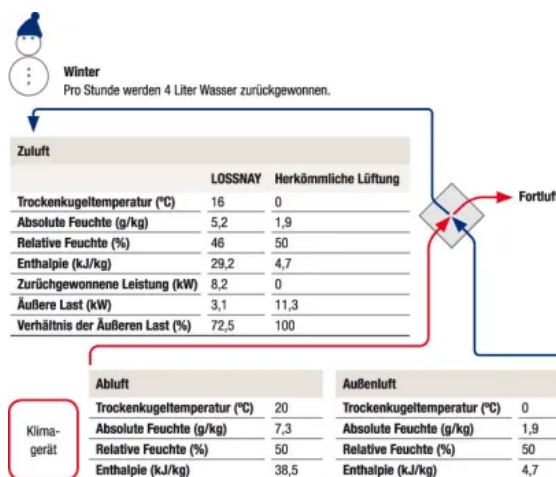 Winter
Pro Stunde werden 4 Liter Wasser zurückgewonnen.
Zuluft
LOSSNAY Herkömmliche Lüftung
Trockenkugeltemperatur (ºC) 16 0
Absolute Feuchte (g/kg) 5,2 1,9
Relative Feuchte (%) 46 50
Enthalpie (kJ/kg) 29,2 4,7
Zurüchgewonnene Leistung (kW) 8,2 0
Äußere Last (kW) 3,1 11,3
Verhältnis der Äußeren Last (%) 72,5 100
Fortluft
Klima-
gerät
Abluft
Trockenkugeltemperatur (ºC) 20
Absolute Feuchte (g/kg) 7,3
Relative Feuchte (%) 50
Enthalpie (kJ/kg) 38,5
Außenluft
Trockenkugeltemperatur (ºC) 0
Absolute Feuchte (g/kg) 1,9
Relative Feuchte (%) 50
Enthalpie (kJ/kg) 4,7